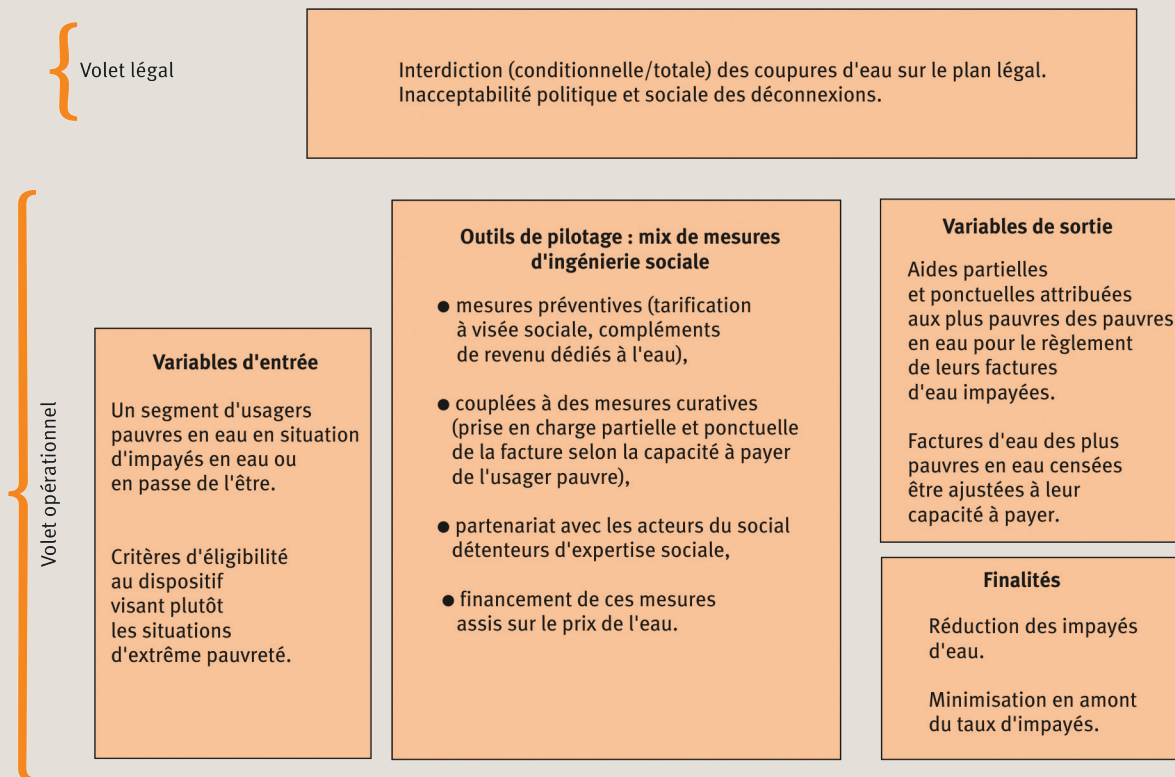 Volet légal
Interdiction (conditionnelle/totale) des coupures d'eau sur le plan légal.
Inacceptabilité politique et sociale des déconnexions.
Volet opérationnel
Variables d'entrée
Un segment d'usagers
pauvres en eau en situation
d'impayés en eau ou
en passe de l'être.
Critères d'éligibilité
au dispositif
visant plutôt
les situations
d'extrême pauvreté.
Outils de pilotage : mix de mesures
d'ingénierie sociale
● mesures préventives (tarification
à visée sociale, compléments
de revenu dédiés à l'eau),
● couplées à des mesures curatives
(prise en charge partielle et ponctuelle
de la facture selon la capacité à payer
de l'usager pauvre),
● partenariat avec les acteurs du social
détenteurs d'expertise sociale,
● financement de ces mesures
assis sur le prix de l'eau.
Variables de sortie
Aides partielles
et ponctuelles attribuées
aux plus pauvres des pauvres
en eau pour le règlement
de leurs factures
d'eau impayées.
Factures d'eau des plus
pauvres en eau censées
être ajustées à leur
capacité à payer.
Finalités
Réduction des impayés
d'eau.
Minimisation en amont
du taux d'impayés.